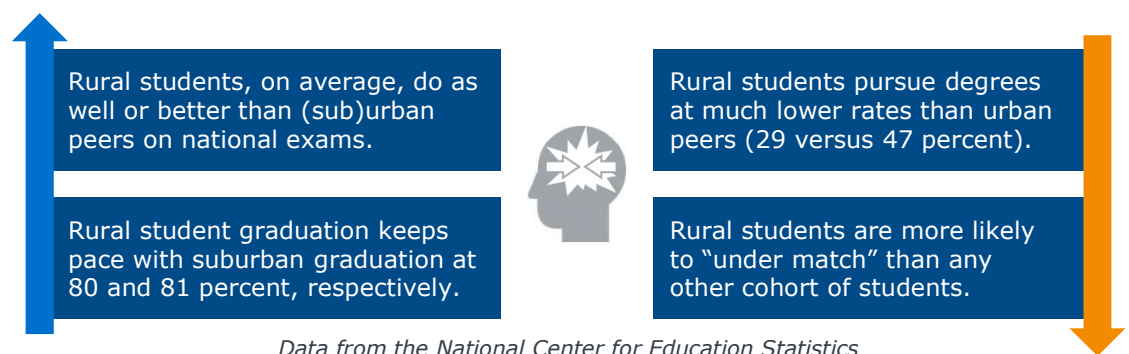 Rural students, on average, do as
well or better than (sub)urban
peers on national exams.
Rural student graduation keeps
pace with suburban graduation at
80 and 81 percent, respectively.
Rural students pursue degrees
at much lower rates than urban
peers (29 versus 47 percent).
Rural students are more likely
to “under match” than any
other cohort of students.
Data from the National Center for Education Statistics